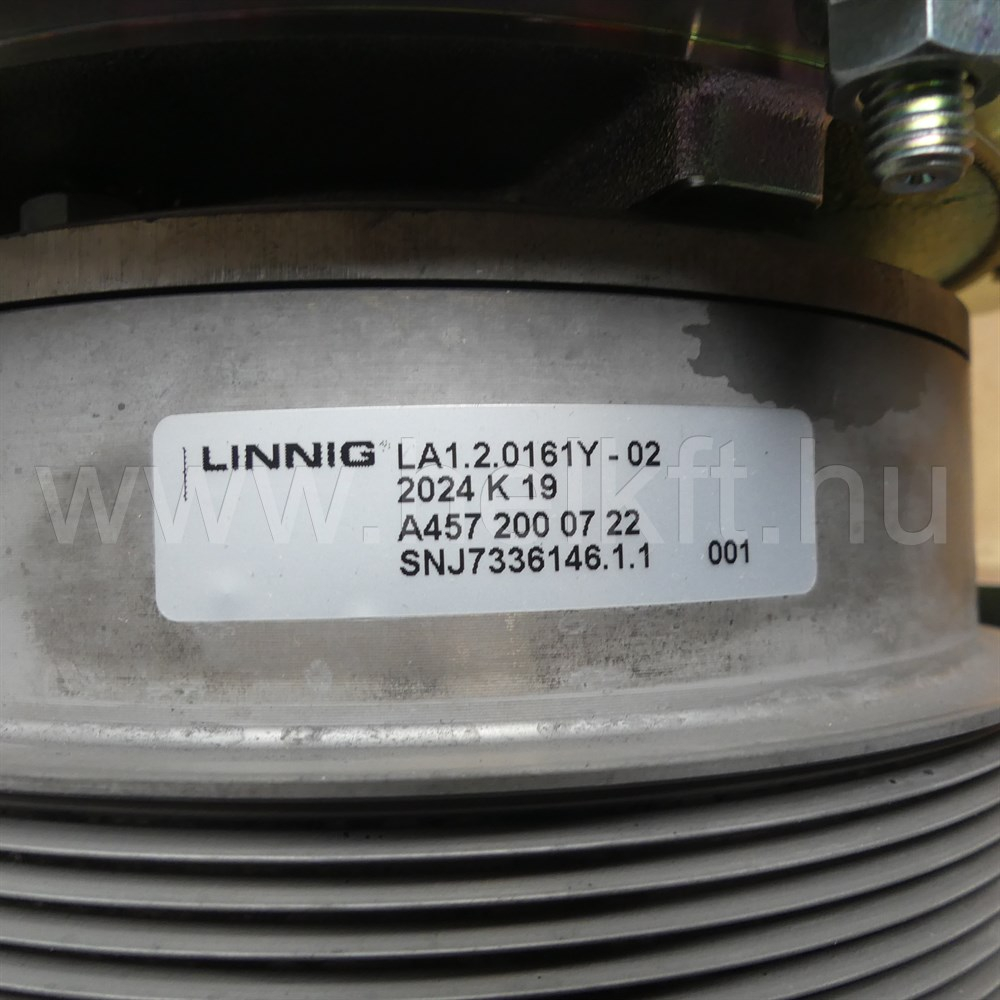 LINNIG LA1.2.0161Y - 02
2024 K 19
A457 200 07 22
SNJ7336146.1.1 001